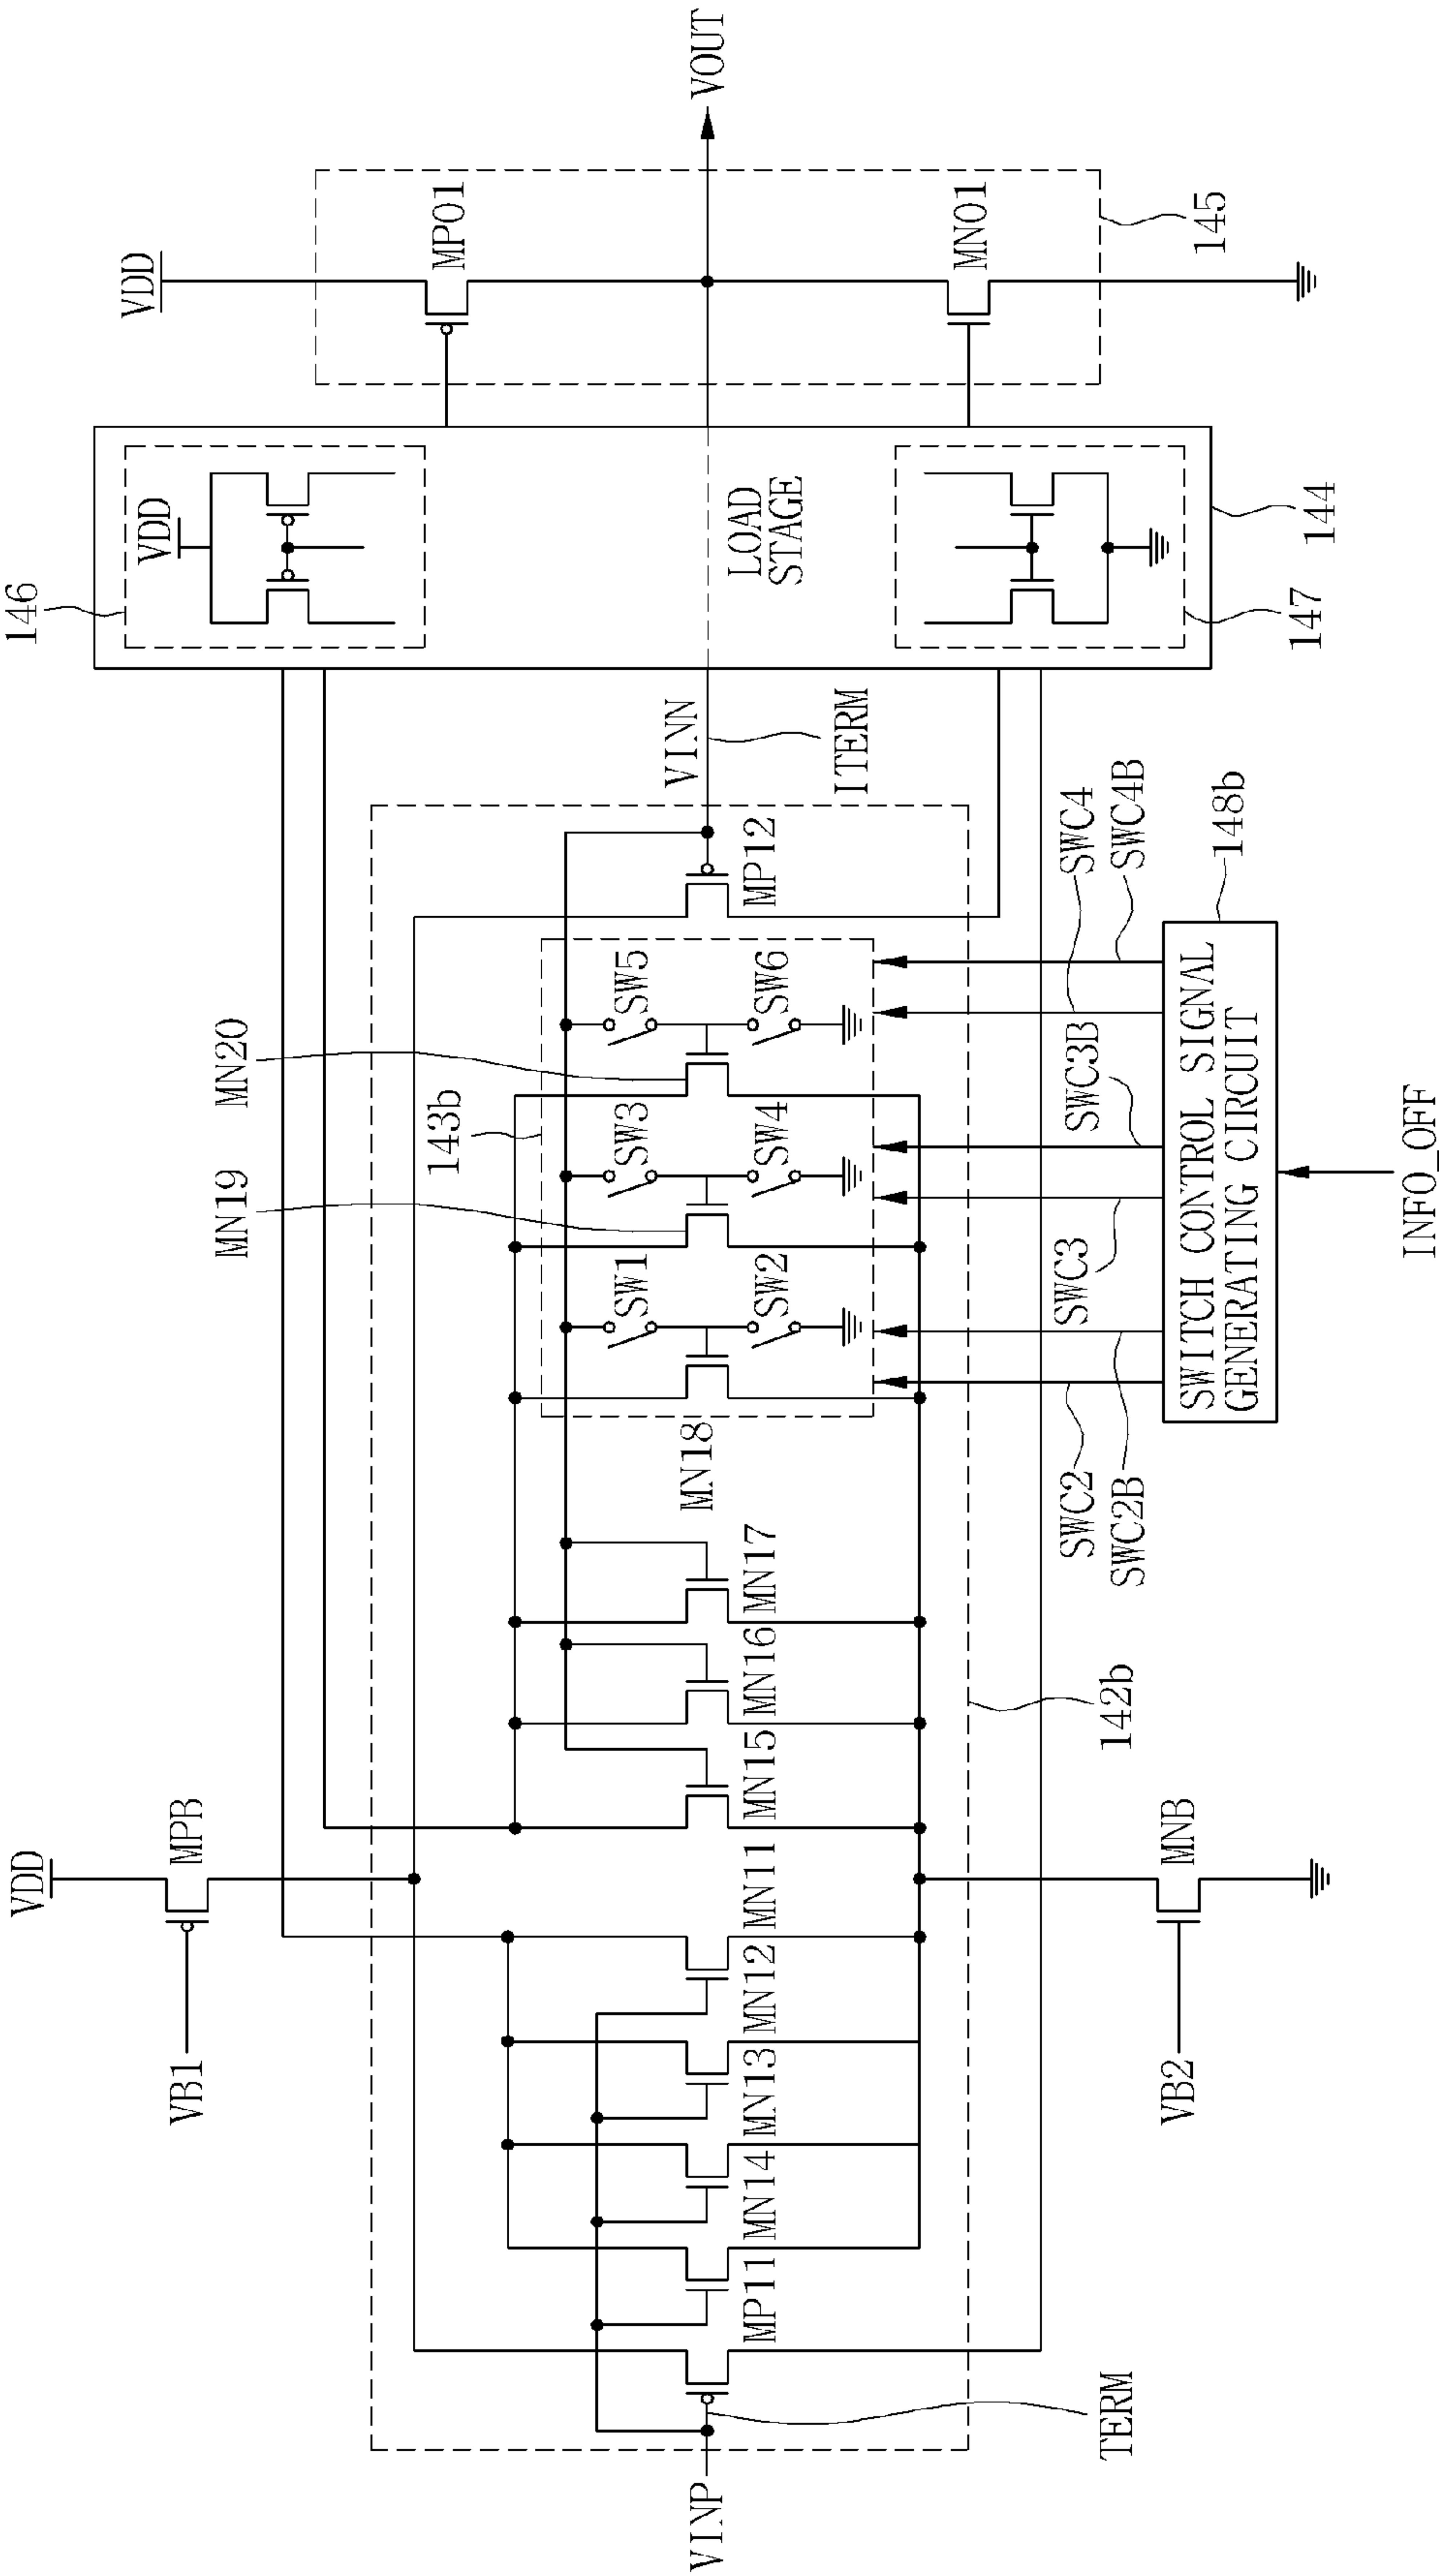 VDD
VB1
MPB
VDD
146
VDD
MP01
MN20
MN19
143b
VINN
LOAD
STAGE
VOUT
VINP
MP11
MN14
MN13
MN12
MN11
MN15
MN16
MN17
MN18
SW1
SW2
SW3
SW4
SW5
SW6
MP12
ITERM
MN01
145
147
144
TERM
VB2
MNB
142b
SWC2
SWC2B
SWC3
SWC3B
SWC4
SWC4B
148b
SWITCH CONTROL SIGNAL
GENERATING CIRCUIT
INFO_OFF